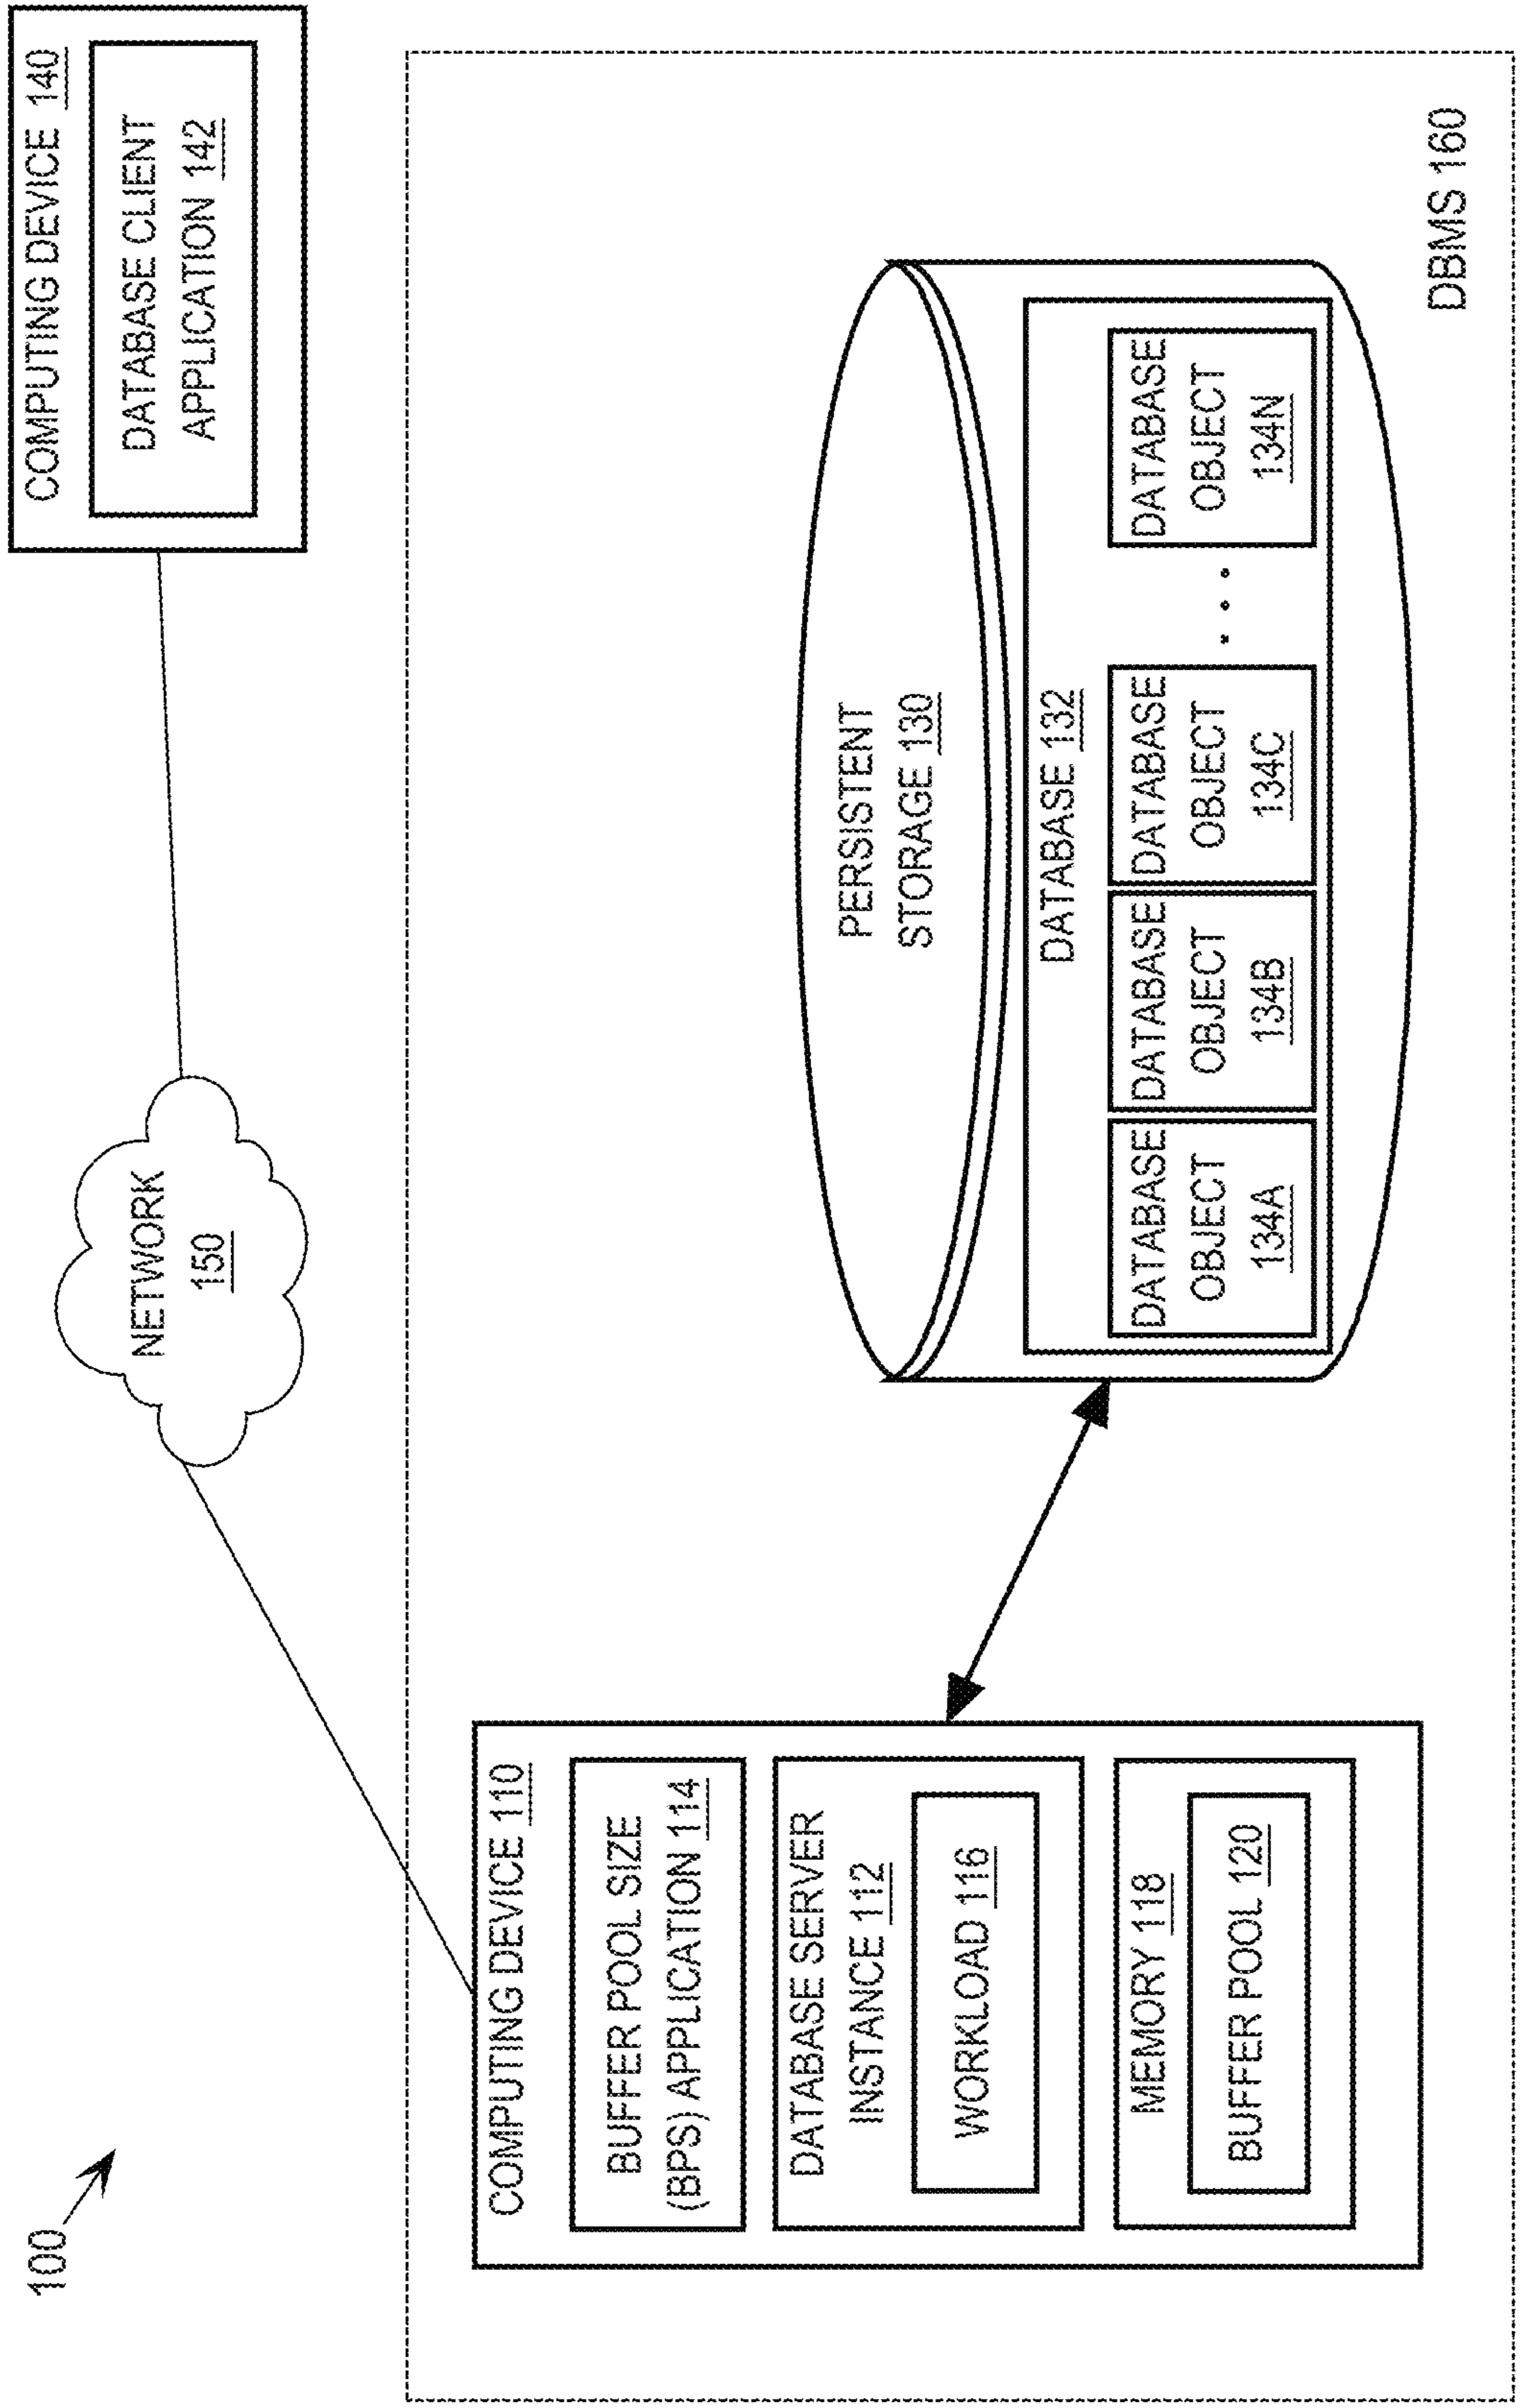 100
COMPUTING DEVICE 140
DATABASE CLIENT
APPLICATION 142
NETWORK
150
COMPUTING DEVICE 110
BUFFER POOL SIZE
(BPS) APPLICATION 114
DATABASE SERVER
INSTANCE 112
WORKLOAD 116
MEMORY 118
BUFFER POOL 120
PERSISTENT
STORAGE 130
DATABASE 132
DATABASE
OBJECT
134A
DATABASE
OBJECT
134B
DATABASE
OBJECT
134C
. . .
DATABASE
OBJECT
134N
DBMS 160